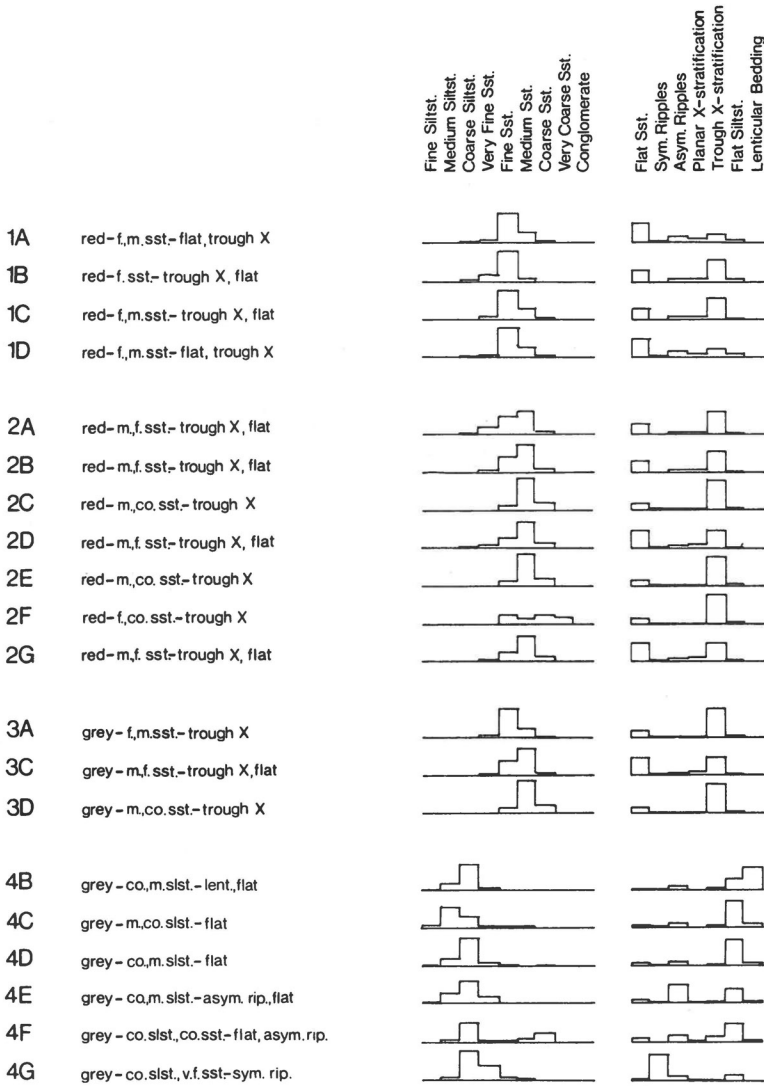 Fine Siltst.
Medium Siltst.
Coarse Siltst.
Very Fine Sst.
Fine Sst.
Medium Sst.
Coarse Sst.
Very Coarse Sst.
Conglomerate
Flat Sst.
Sym. Ripples
Asym. Ripples
Planar X-stratification
Trough X-stratification
Flat Siltst.
Lenticular Bedding
1A red-f.,m.sst.-flat,trough X
1B red-f.sst.-trough X, flat
1C red-f.,m.sst.-trough X, flat
1D red-f.,m.sst.-flat, trough X
2A red-m.,f.sst.-trough X, flat
2B red-m.,f.sst.-trough X, flat
2C red-m.,co.sst.-trough X
2D red-m.,f.sst.-trough X, flat
2E red-m.,co.sst.-trough X
2F red-f.,co.sst.-trough X
2G red-m.,f.sst.-trough X, flat
3A grey-f.,m.sst.-trough X
3C grey-m.,f.sst.-trough X,flat
3D grey-m.,co.sst.-trough X
4B grey-co.,m.slst.-lent.,flat
4C grey-m.,co.slst.-flat
4D grey-co.,m.slst.-flat
4E grey-co.,m.slst.-asym. rip.,flat
4F grey-co.slst.,co.sst.-flat, asym.rip.
4G grey-co.slst.,v.f.sst.-sym. rip.